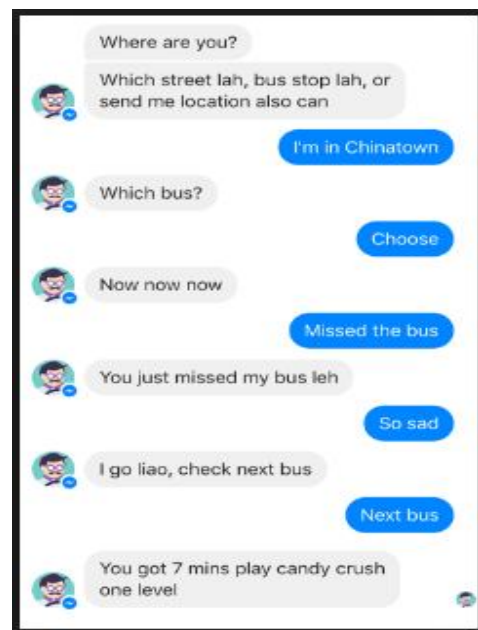 Where are you?
Which street lah, bus stop lah, or
send me location also can
I'm in Chinatown
Which bus?
Choose
Now now now
Missed the bus
You just missed my bus leh
So sad
I go liao, check next bus
Next bus
You got 7 mins play candy crush
one level